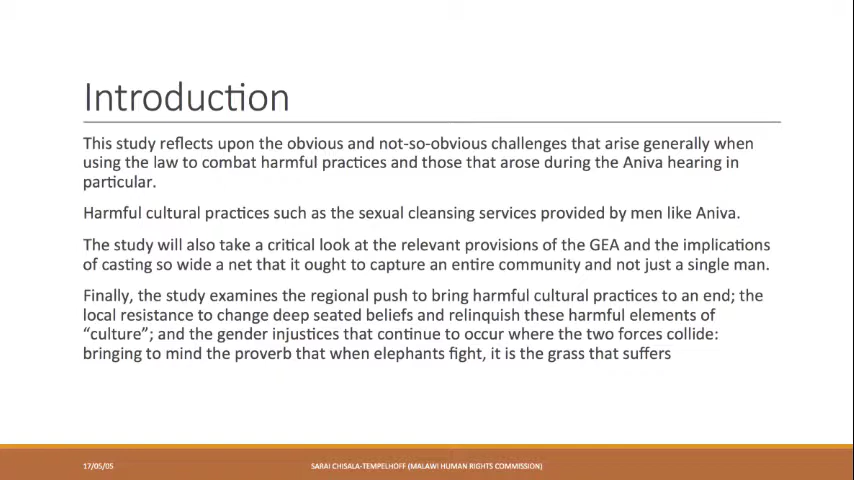 Introduction
This study reflects upon the obvious and not-so-obvious challenges that arise generally when
using the law to combat harmful practices and those that arose during the Aniva hearing in
particular.
Harmful cultural practices such as the sexual cleansing services provided by men like Aniva.
The study will also take a critical look at the relevant provisions of the GEA and the implications
of casting so wide a net that it ought to capture an entire community and not just a single man.
Finally, the study examines the regional push to bring harmful cultural practices to an end; the
local resistance to change deep seated beliefs and relinquish these harmful elements of
“culture”; and the gender injustices that continue to occur where the two forces collide:
bringing to mind the proverb that when elephants fight, it is the grass that suffers
17/05/05
SARAI CHISALA-TEMPELHOFF (MALAWI HUMAN RIGHTS COMMISSION)